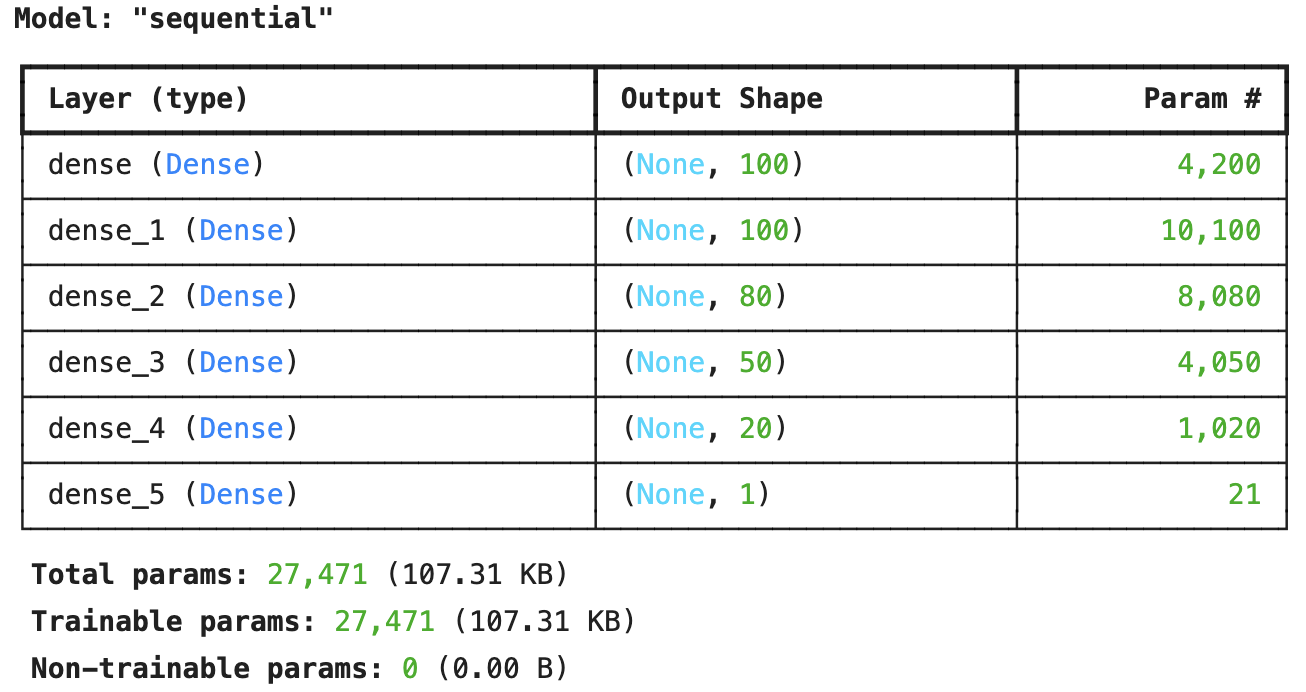 Model: "sequential"
Layer (type) Output Shape Param #
dense (Dense) (None, 100) 4,200
dense_1 (Dense) (None, 100) 10,100
dense_2 (Dense) (None, 80) 8,080
dense_3 (Dense) (None, 50) 4,050
dense_4 (Dense) (None, 20) 1,020
dense_5 (Dense) (None, 1) 21
Total params: 27,471 (107.31 KB)
Trainable params: 27,471 (107.31 KB)
Non-trainable params: 0 (0.00 B)